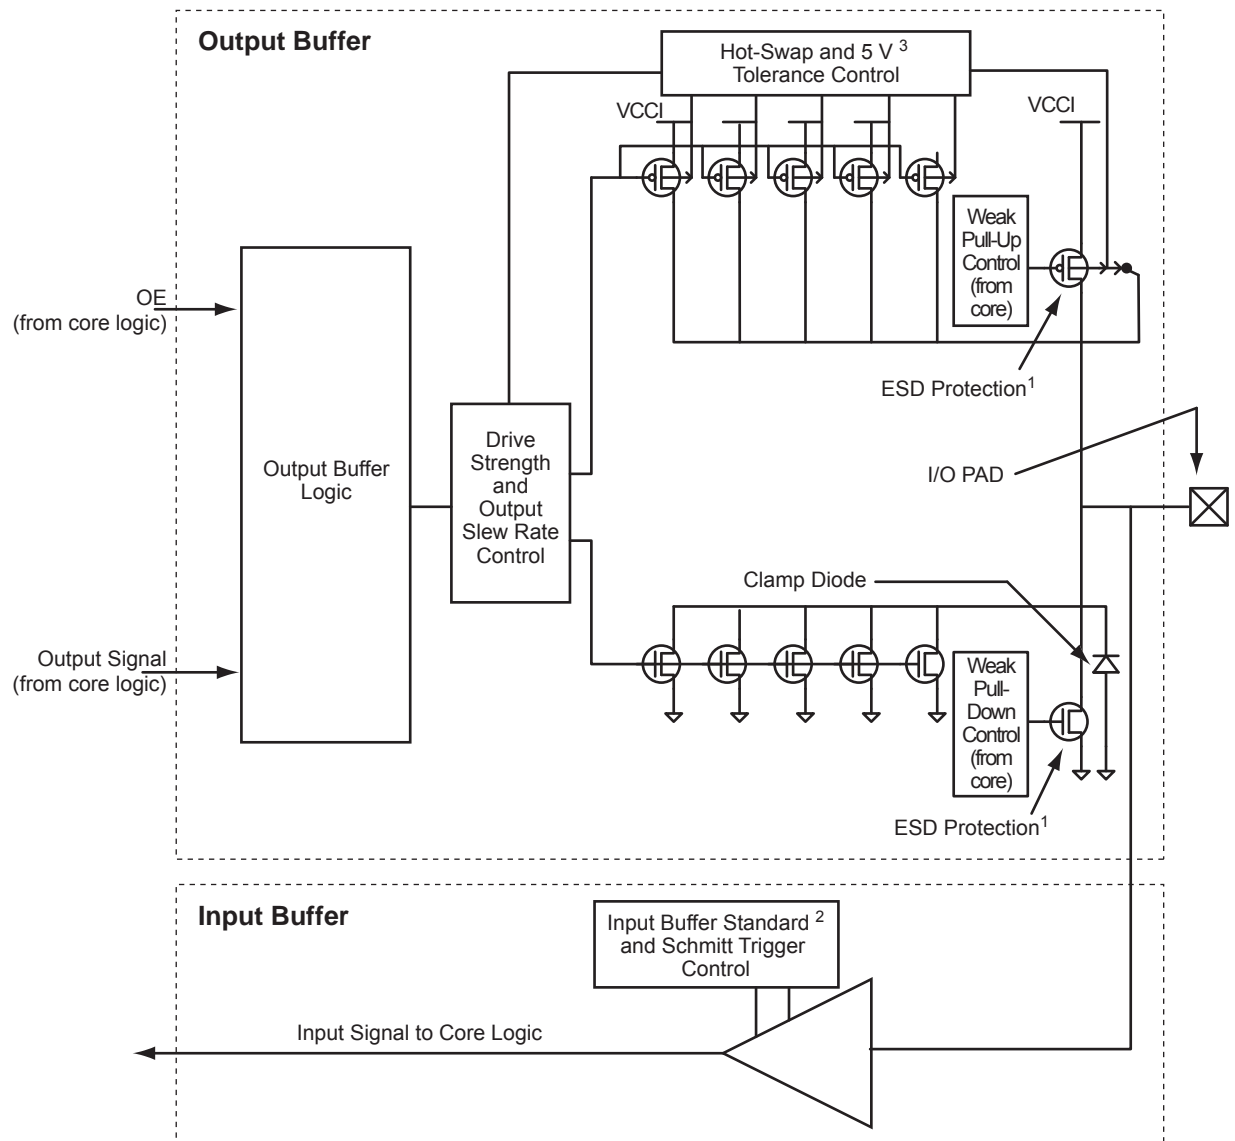 Output Buffer
Hot-Swap and 5 V 3
Tolerance Control
VCCI
VCCI
Weak
Pull-Up
Control
(from
core)
OE
(from core logic)
ESD Protection1
Drive
Strength
and
Output
Slew Rate
Control
Output Buffer
Logic
I/O PAD
Clamp Diode
Output Signal
(from core logic)
Weak
Pull-
Down
Control
(from
core)
ESD Protection1
Input Buffer
Input Buffer Standard 2
and Schmitt Trigger
Control
Input Signal to Core Logic